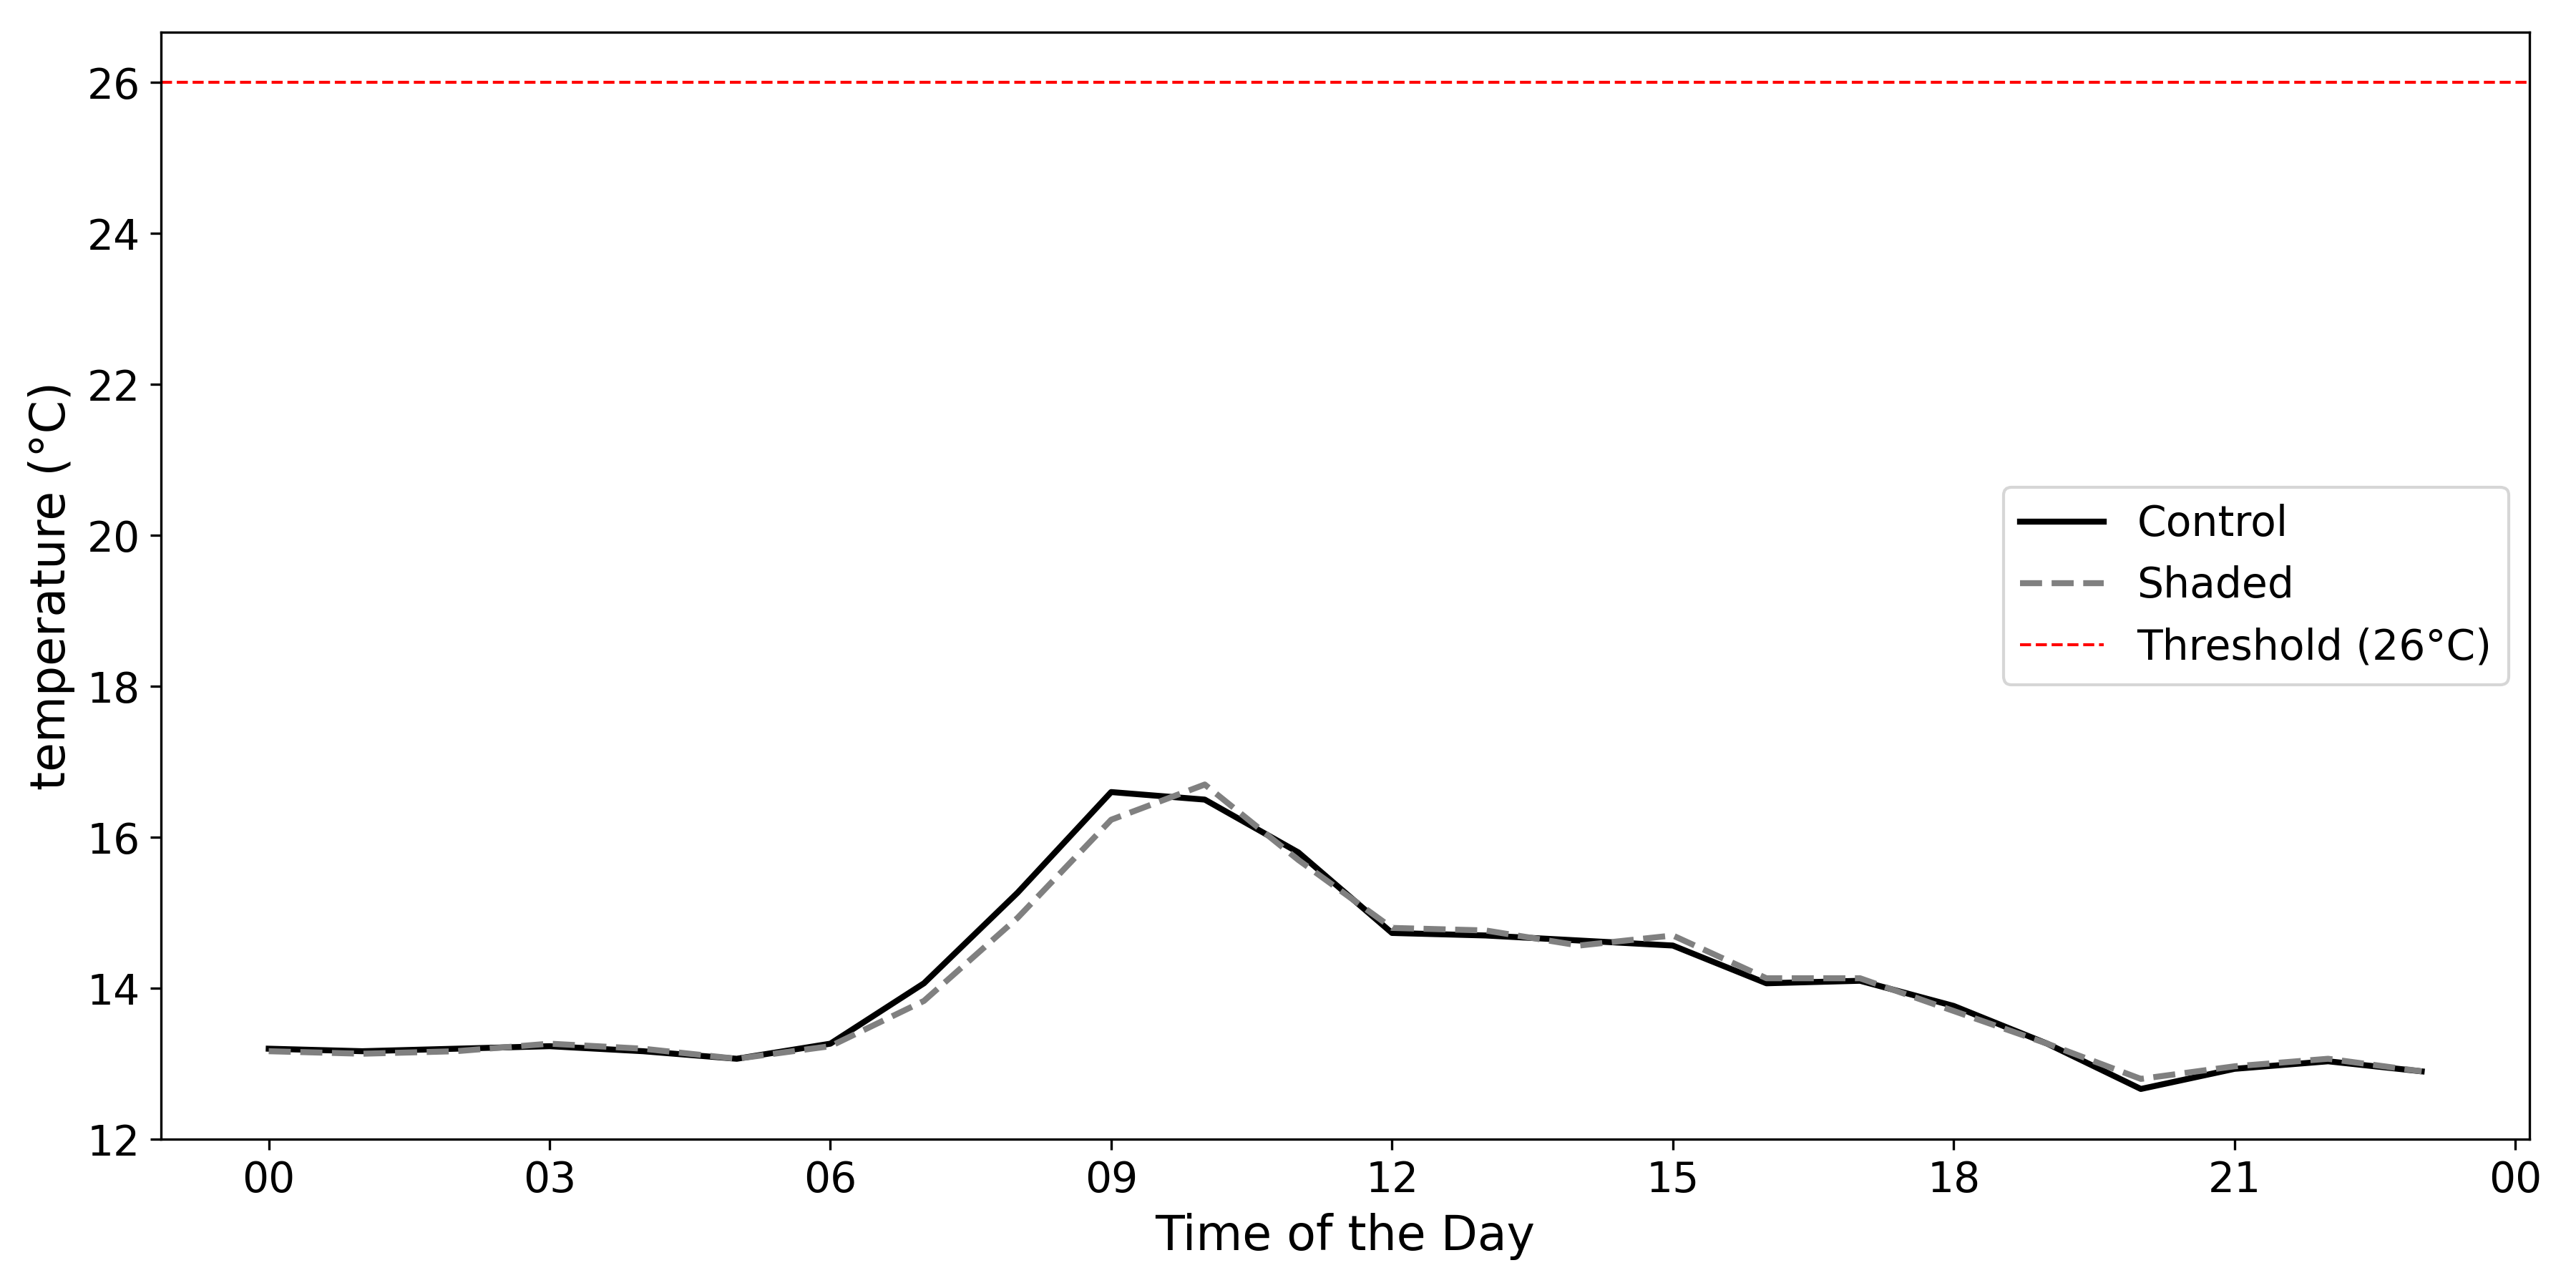 26
24
22
20
18
16
14
12
temperature (°C)
Control
Shaded
Threshold (26°C)
00 03 06 09 12 15 18 21 00
Time of the Day